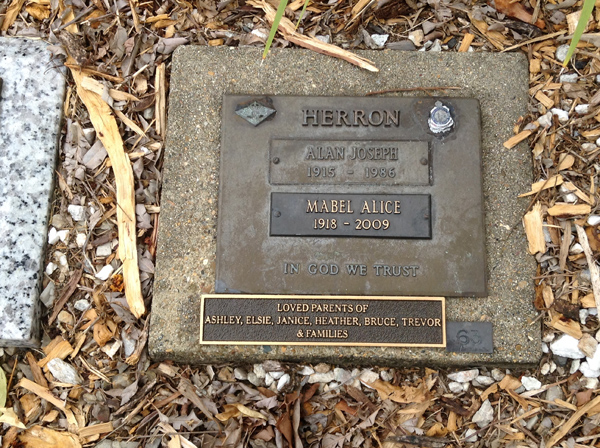 HERRON
ALAN JOSEPH
1915 - 1986
MABEL ALICE
1918 - 2009
IN GOD WE TRUST
LOVED PARENTS OF
ASHLEY, ELSIE, JANICE, HEATHER, BRUCE, TREVOR
& FAMILIES